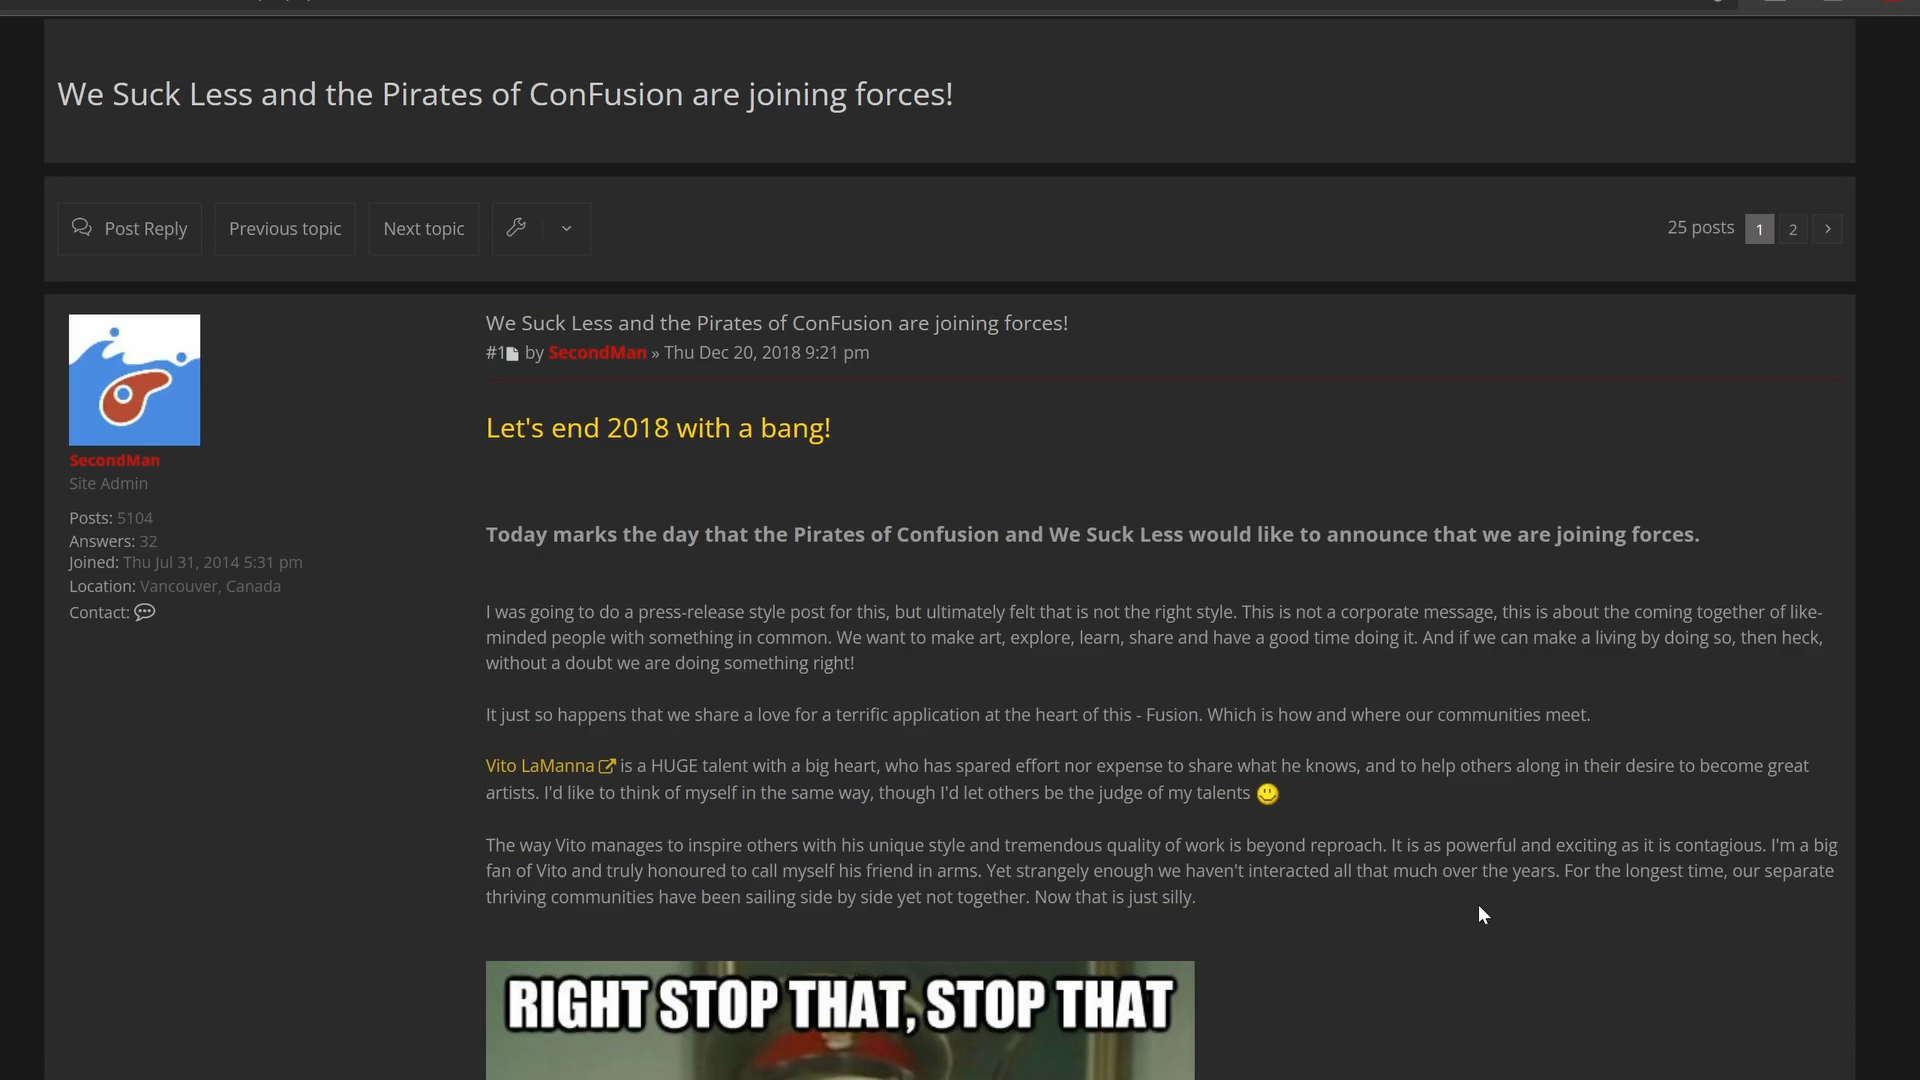 We Suck Less and the Pirates of ConFusion are joining forces!
Post Reply
Previous topic
Next topic
25 posts
1
2
We Suck Less and the Pirates of ConFusion are joining forces!
#1 by SecondMan » Thu Dec 20, 2018 9:21 pm
Let's end 2018 with a bang!
SecondMan
Site Admin
Posts: 5104
Answers: 32
Joined: Thu Jul 31, 2014 5:31 pm
Location: Vancouver, Canada
Contact:
Today marks the day that the Pirates of Confusion and We Suck Less would like to announce that we are joining forces.
I was going to do a press-release style post for this, but ultimately felt that is not the right style. This is not a corporate message, this is about the coming together of like-
minded people with something in common. We want to make art, explore, learn, share and have a good time doing it. And if we can make a living by doing so, then heck,
without a doubt we are doing something right!
It just so happens that we share a love for a terrific application at the heart of this - Fusion. Which is how and where our communities meet.
Vito LaManna is a HUGE talent with a big heart, who has spared effort nor expense to share what he knows, and to help others along in their desire to become great
artists. I'd like to think of myself in the same way, though I'd let others be the judge of my talents
The way Vito manages to inspire others with his unique style and tremendous quality of work is beyond reproach. It is as powerful and exciting as it is contagious. I'm a big
fan of Vito and truly honoured to call myself his friend in arms. Yet strangely enough we haven't interacted all that much over the years. For the longest time, our separate
thriving communities have been sailing side by side yet not together. Now that is just silly.
RIGHT STOP THAT, STOP THAT